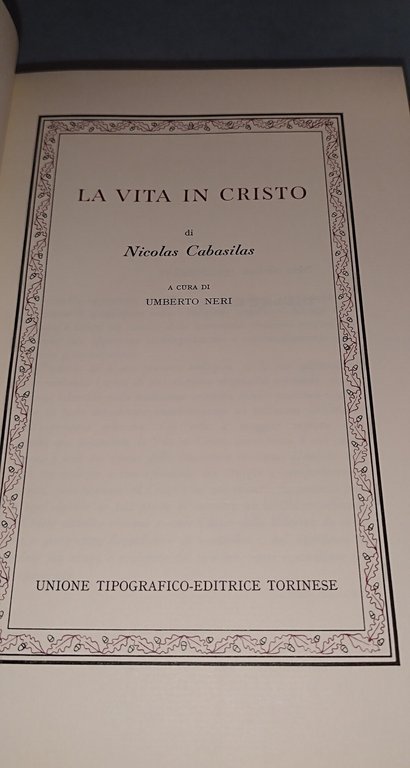 LA VITA IN CRISTO
di
Nicolas Cabasilas
A CURA DI
UMBERTO NERI
UNIONE TIPOGRAFICO-EDITRICE TORINESE